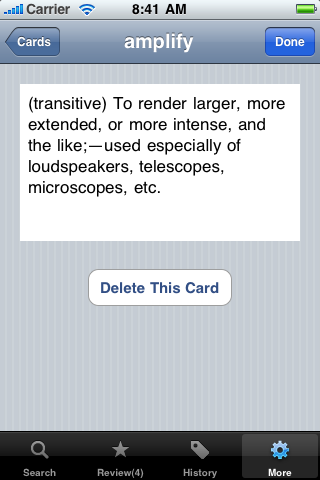 Carrier 8:41 AM
Cards amplify Done
(transitive) To render larger, more
extended, or more intense, and
the like;—used especially of
loudspeakers, telescopes,
microscopes, etc.
Delete This Card
Search Review(4) History More